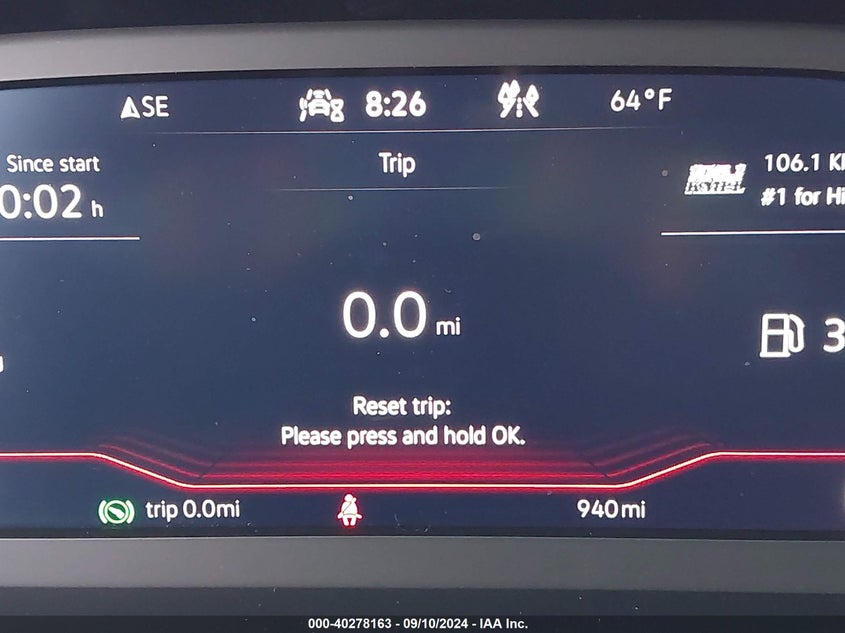 SE 8:26 64°F
Since start Trip 106.1
0:02 h #1 for
0.0 mi
3
Reset trip:
Please press and hold OK.
trip 0.0mi 940mi
000-40278163 - 09/10/2024 - IAA Inc.